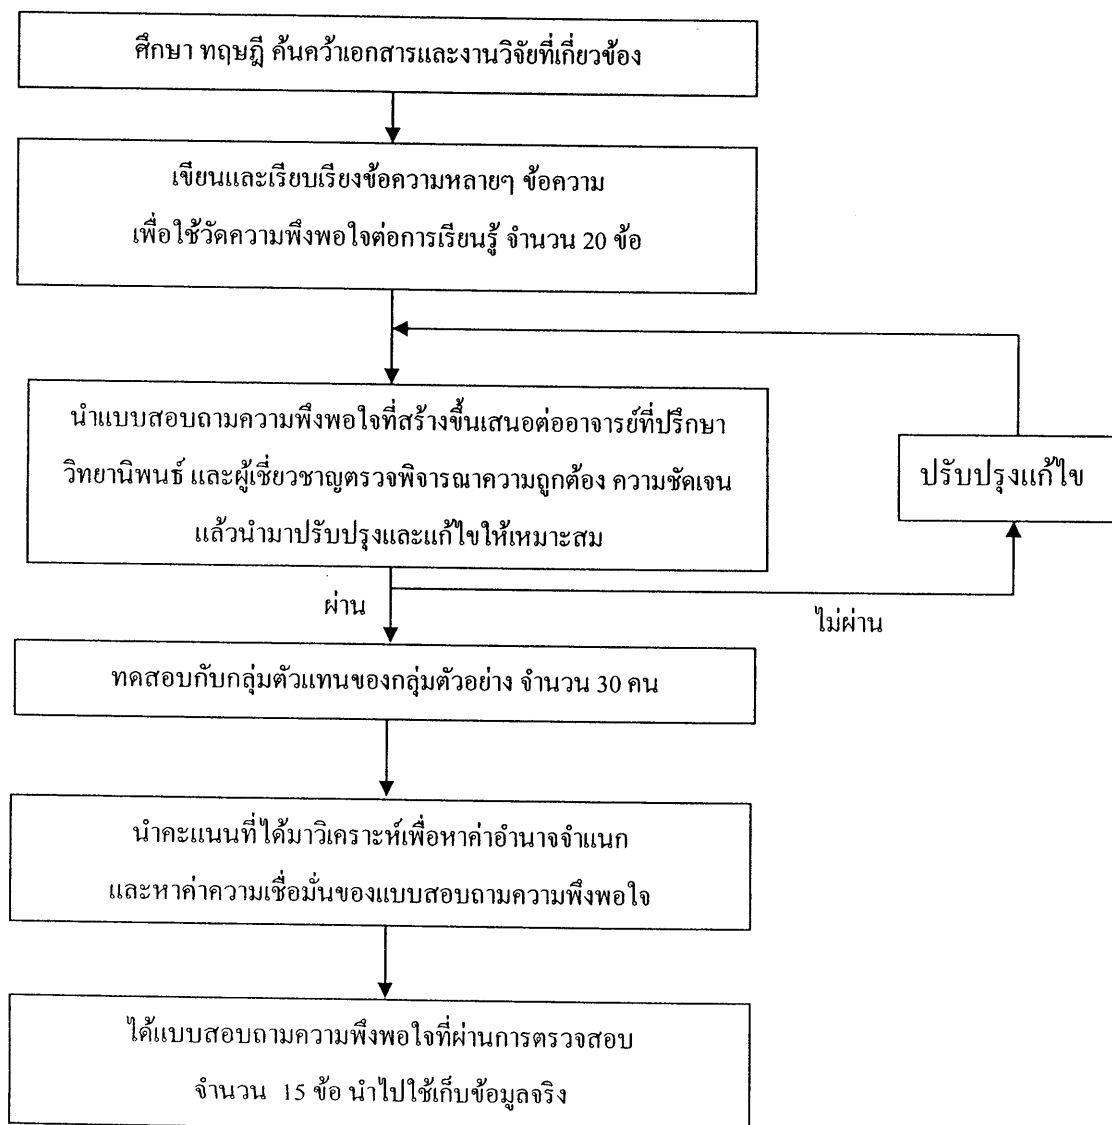 ศึกษา ทฤษฎี ค้นคว้าเอกสารและงานวิจัยที่เกี่ยวข้อง
เขียนและเรียบเรียงข้อความหลายๆ ข้อความ
เพื่อใช้วัดความพึงพอใจต่อการเรียนรู้ จำนวน 20 ข้อ
นำแบบสอบถามความพึงพอใจที่สร้างขึ้นเสนอต่ออาจารย์ที่ปรึกษา
วิทยานิพนธ์ และผู้เชี่ยวชาญตรวจพิจารณาความถูกต้อง ความชัดเจน
แล้วนำมาปรับปรุงและแก้ไขให้เหมาะสม
ปรับปรุงแก้ไข
ผ่าน
ไม่ผ่าน
ทดสอบกับกลุ่มตัวแทนของกลุ่มตัวอย่าง จำนวน 30 คน
นำคะแนนที่ได้มาวิเคราะห์เพื่อหาค่าอำนาจจำแนก
และหาค่าความเชื่อมั่นของแบบสอบถามความพึงพอใจ
ได้แบบสอบถามความพึงพอใจที่ผ่านการตรวจสอบ
จำนวน 15 ข้อ นำไปใช้เก็บข้อมูลจริง